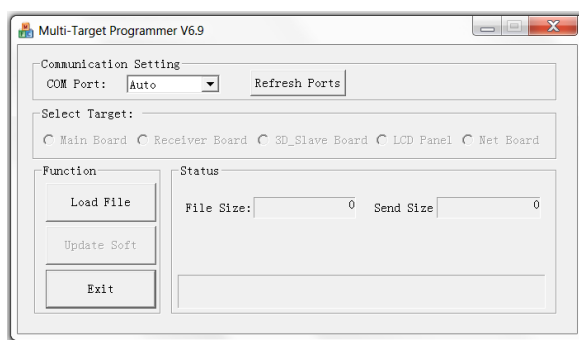 Multi-Target Programmer V6.9
Communication Setting
COM Port: Auto Refresh Ports
Select Target:
Main Board Receiver Board 3D_Slave Board LCD Panel Net Board
Function Status
Load File File Size: 0 Send Size 0
Update Soft
Exit